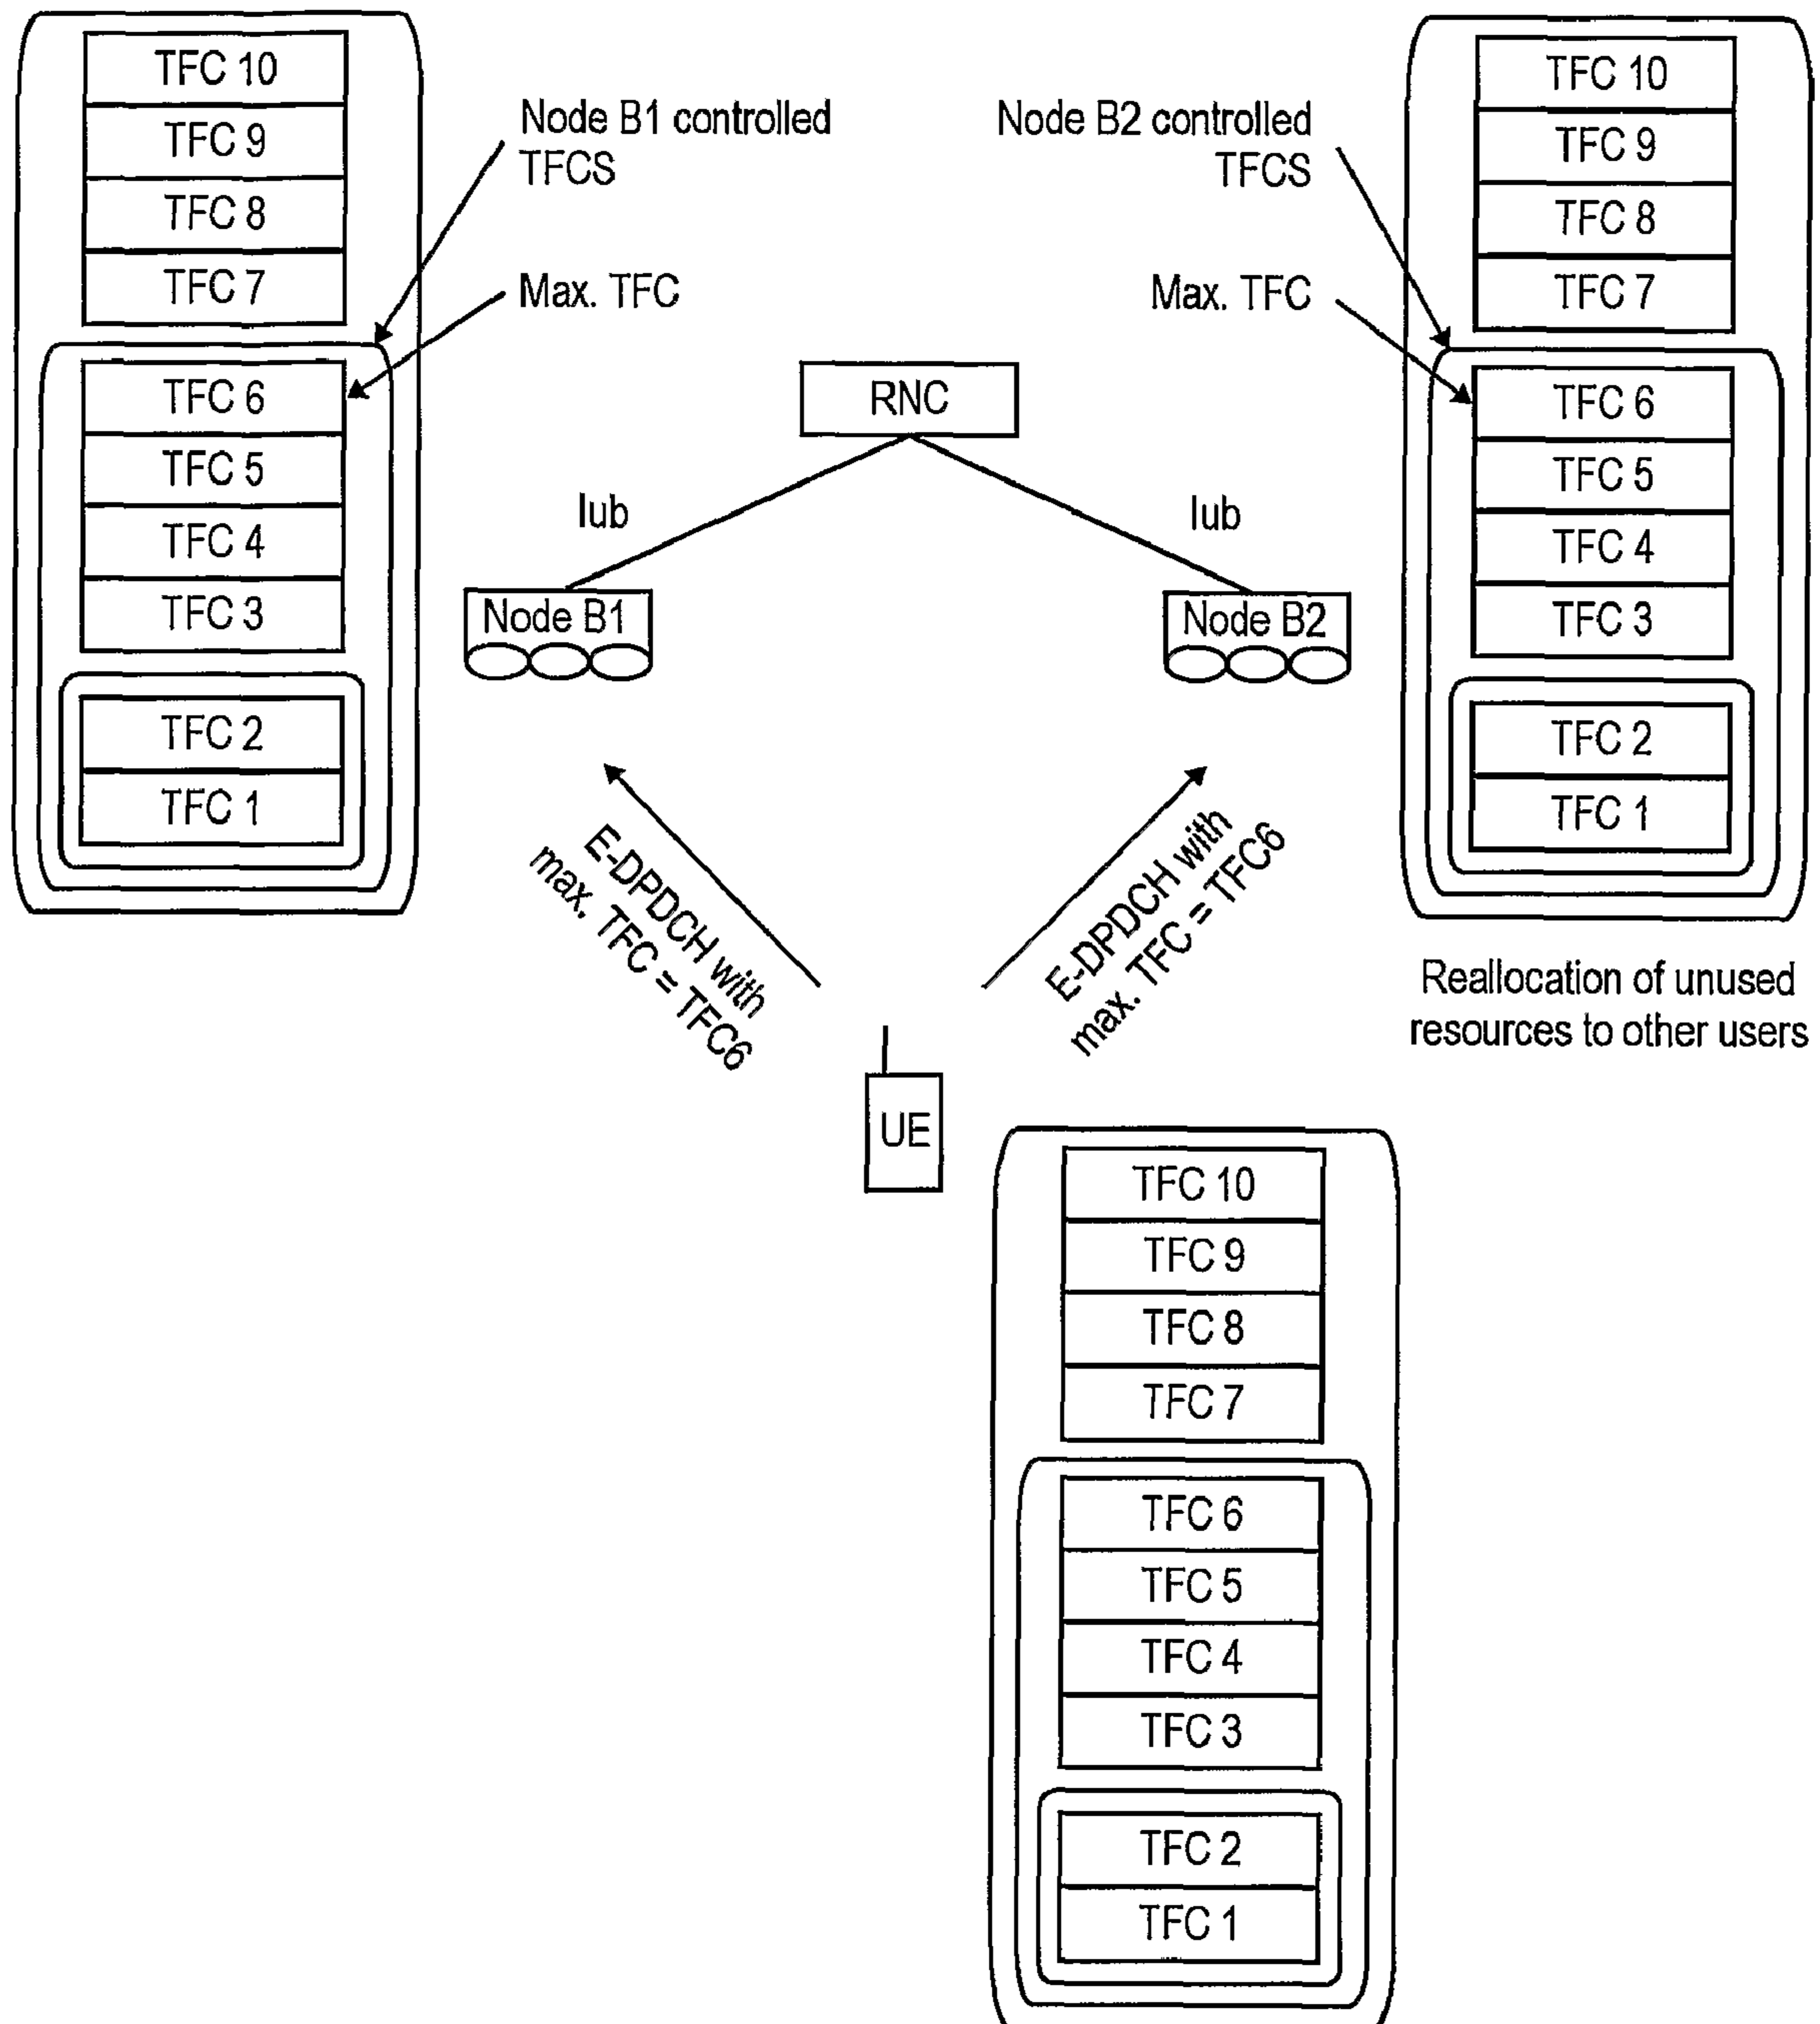 TFC 10
TFC 9
TFC 8
TFC 7
TFC 6
TFC 5
TFC 4
TFC 3
TFC 2
TFC 1
Node B1 controlled
TFCS
Max. TFC
Node B2 controlled
TFCS
Max. TFC
RNC
Iub
Iub
Node B1
Node B2
E-DPDCH with
max. TFC = TFC6
E-DPDCH with
max. TFC = TFC6
TFC 10
TFC 9
TFC 8
TFC 7
TFC 6
TFC 5
TFC 4
TFC 3
TFC 2
TFC 1
Reallocation of unused
resources to other users
UE
TFC 10
TFC 9
TFC 8
TFC 7
TFC 6
TFC 5
TFC 4
TFC 3
TFC 2
TFC 1